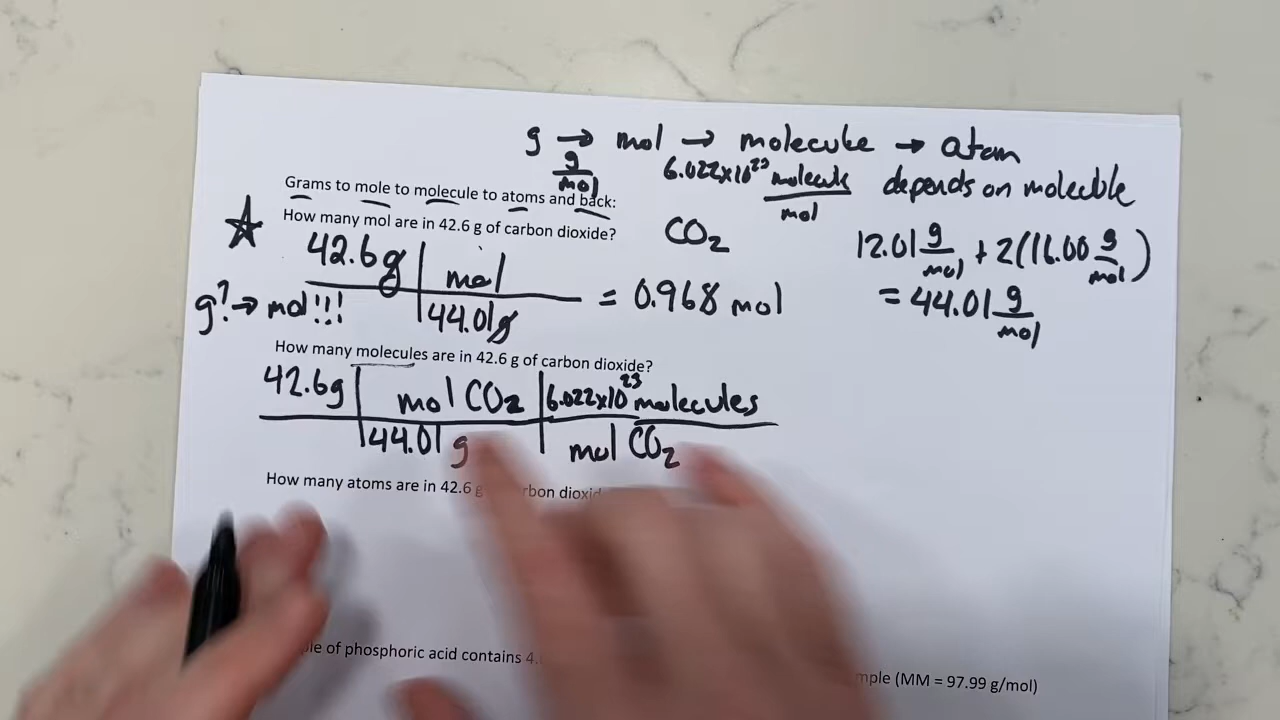 g → mol → molecule → atom
g/mol 6.022x10²³ molecule/mol depends on molecule
Grams to mole to molecule to atoms and back:
How many mol are in 42.6 g of carbon dioxide?
CO₂
12.01 g/mol + 2(16.00 g/mol)
= 44.01 g/mol
42.6g | mol
44.01g
= 0.968 mol
g? → mol!!!
How many molecules are in 42.6 g of carbon dioxide?
42.6g | mol CO₂ | 6.022x10²³ molecules
44.01 g | mol CO₂
How many atoms are in 42.6 g
of phosphoric acid contains 4.
(MM = 97.99 g/mol)